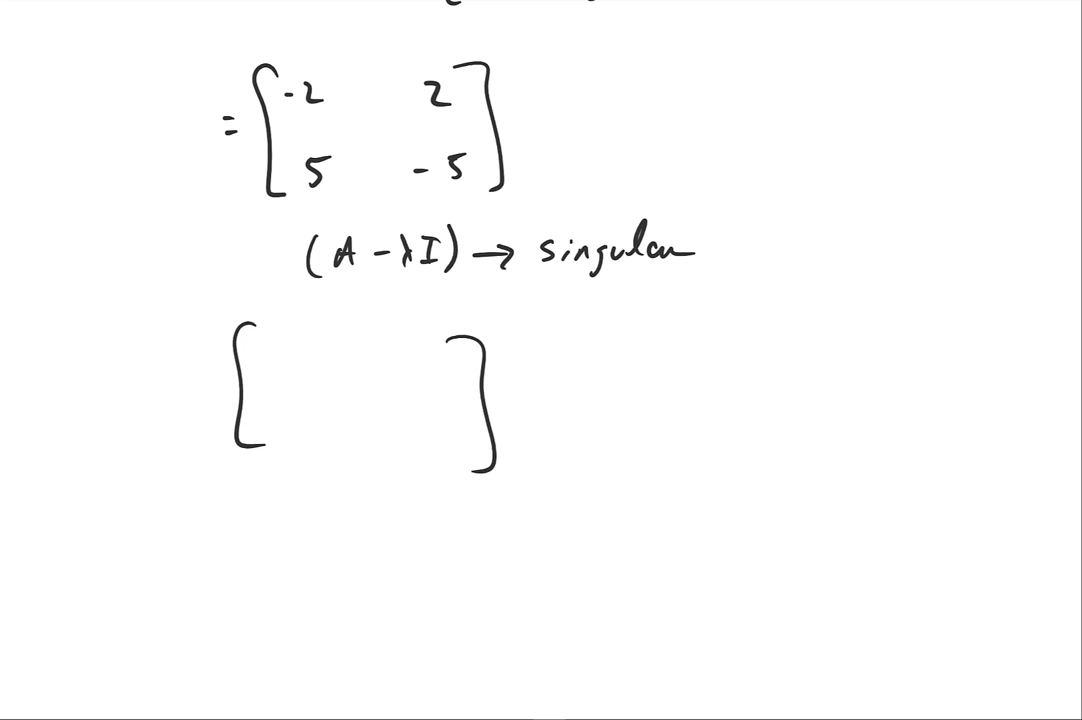 = [ -2 2
5 -5 ]
(A - λI) → singular
[ ]